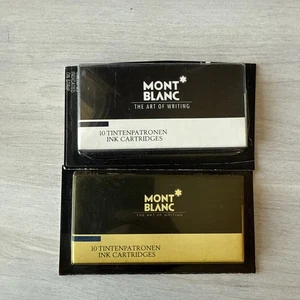 MONT
BLANC
THE ART OF WRITING
10 TINTENPATRONEN
INK CARTRIDGES
MONT
BLANC
THE ART OF WRITING
10 TINTENPATRONEN
INK CARTRIDGES